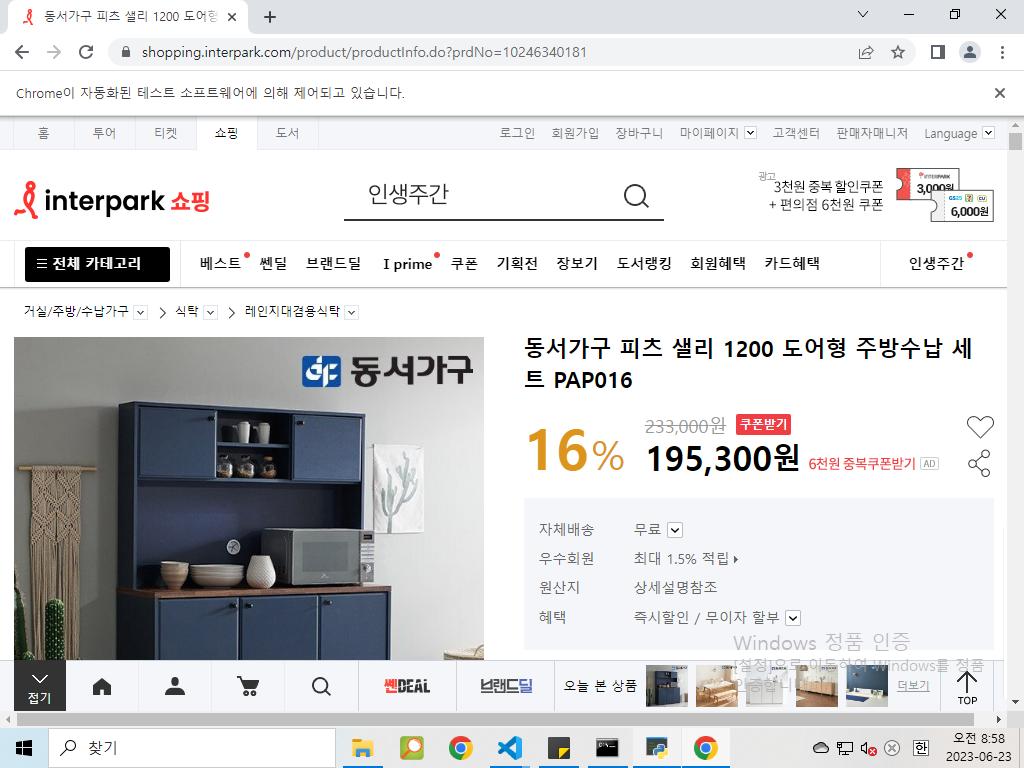 동서가구 피츠 샐리 1200 도어형
shopping.interpark.com/product/productInfo.do?prdNo=10246340181
Chrome이 자동화된 테스트 소프트웨어에 의해 제어되고 있습니다.
홈 투어 티켓 쇼핑 도서 로그인 회원가입 장바구니 마이페이지 고객센터 판매자매니저 Language
광고
interpark 쇼핑 인생주간 3천원 중복 할인쿠폰 INTERPARK 3,000원
+ 편의점 6천원 쿠폰 GS25 CU 6,000원
전체 카테고리 베스트 쎈딜 브랜드딜 I prime 쿠폰 기획전 장보기 도서랭킹 회원혜택 카드혜택 인생주간
거실/주방/수납가구 식탁 레인지대겸용식탁
동서가구
동서가구 피츠 샐리 1200 도어형 주방수납 세
트 PAP016
233,000원 쿠폰받기
16% 195,300원 6천원 중복쿠폰받기 AD
자체배송 무료
우수회원 최대 1.5% 적립
원산지 상세설명참조
혜택 즉시할인 / 무이자 할부
Windows 정품 인증
[설정]으로 이동하여 Windows를 정품
인증합니다.
접기 쎈DEAL 브랜드딜 오늘 본 상품 더보기 TOP
찾기 한 오전 8:58
2023-06-23